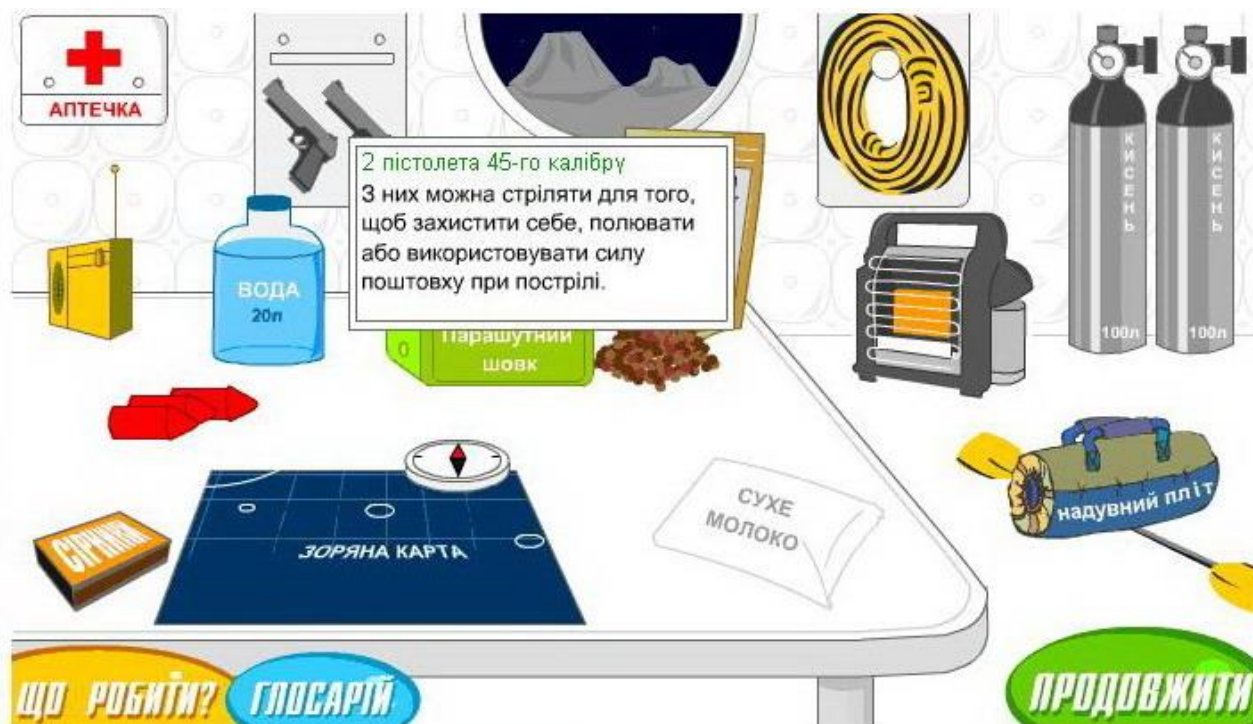 АПТЕЧКА
2 пістолета 45-го калібру
З них можна стріляти для того,
щоб захистити себе, полювати
або використовувати силу
поштовху при пострілі.
КИСЕНЬ
КИСЕНЬ
ВОДА
20л
100л
100л
Парашутний
шовк
СУХЕ
МОЛОКО
надувний пліт
СІРНИКИ
ЗОРЯНА КАРТА
ЩО РОБИТИ?
ГЛОСАРІЙ
ПРОДОВЖИТИ